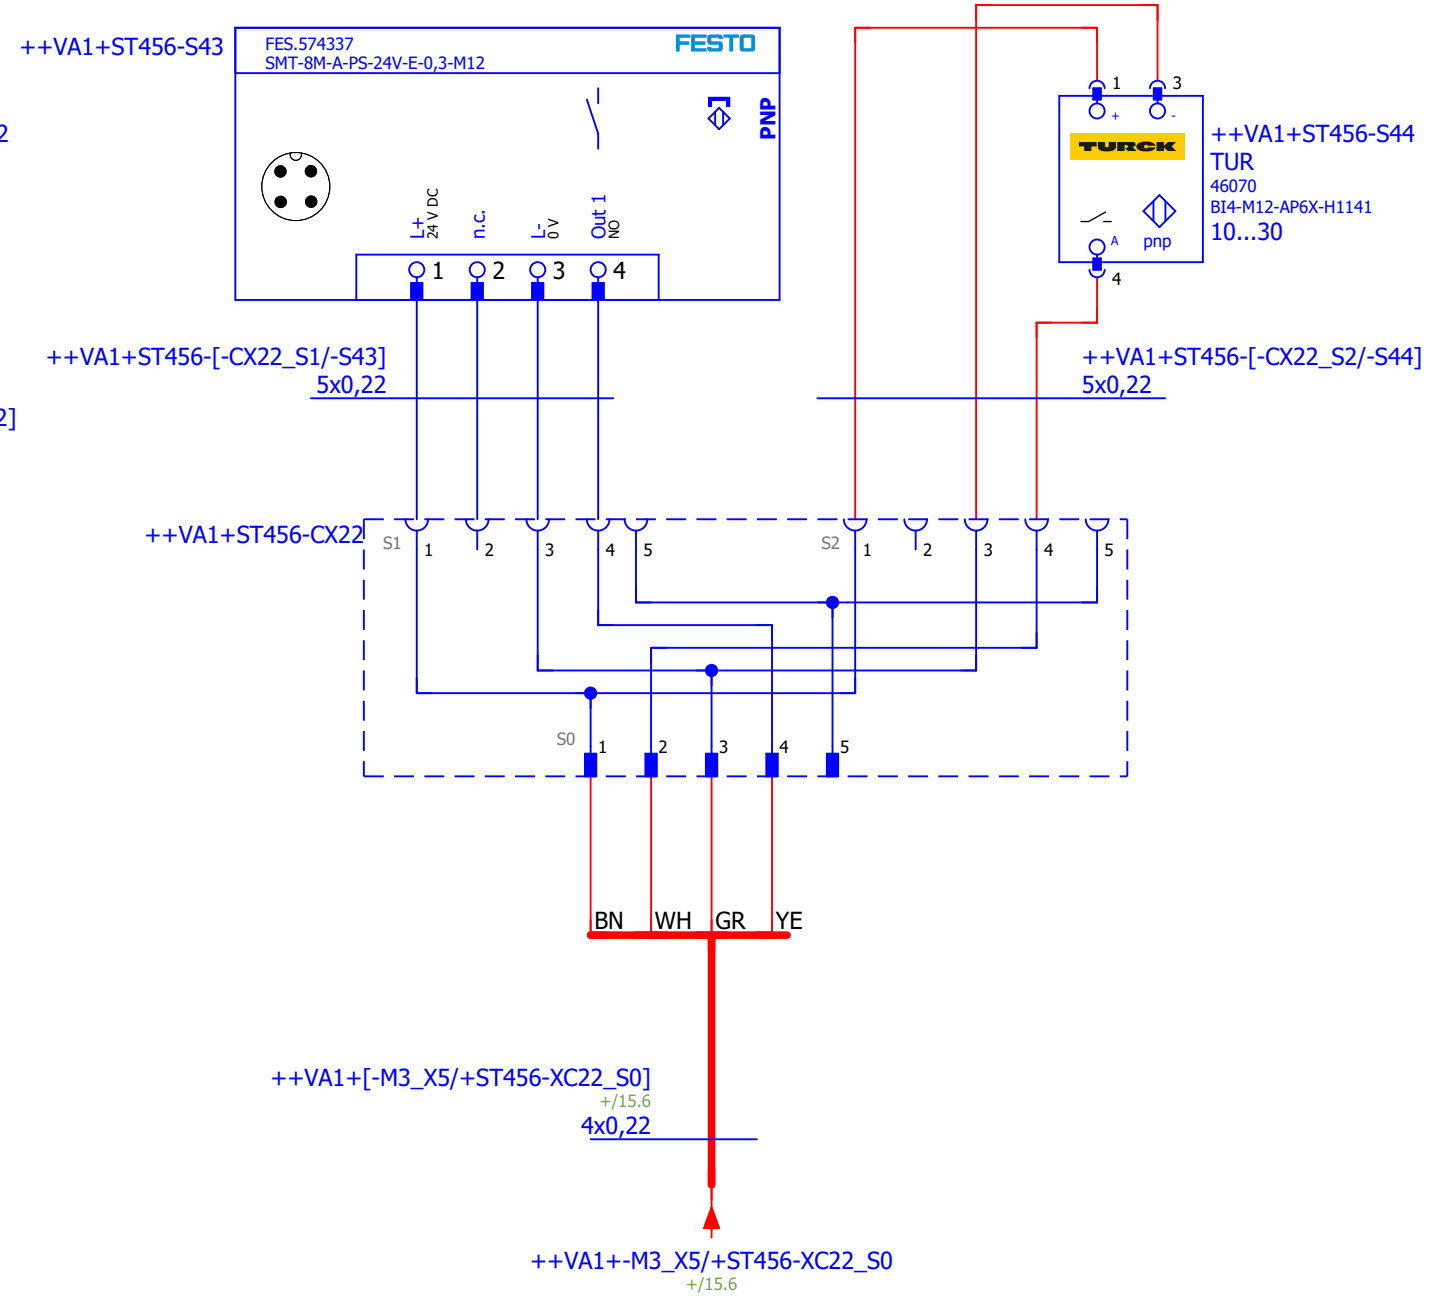 ++VA1+ST456-S43
FES.574337
SMT-8M-A-PS-24V-E-0,3-M12
FESTO
PNP
L+
24 V DC
n.c.
L-
0 V
Out 1
NO
1 2 3 4
1 3
+ -
TURCK
A
pnp
4
++VA1+ST456-S44
TUR
46070
BI4-M12-AP6X-H1141
10...30
2
2]
++VA1+ST456-[-CX22_S1/-S43]
5x0,22
++VA1+ST456-[-CX22_S2/-S44]
5x0,22
++VA1+ST456-CX22
S1 1 2 3 4 5
S2 1 2 3 4 5
S0 1 2 3 4 5
BN WH GR YE
++VA1+[-M3_X5/+ST456-XC22_S0]
+/15.6
4x0,22
++VA1+-M3_X5/+ST456-XC22_S0
+/15.6